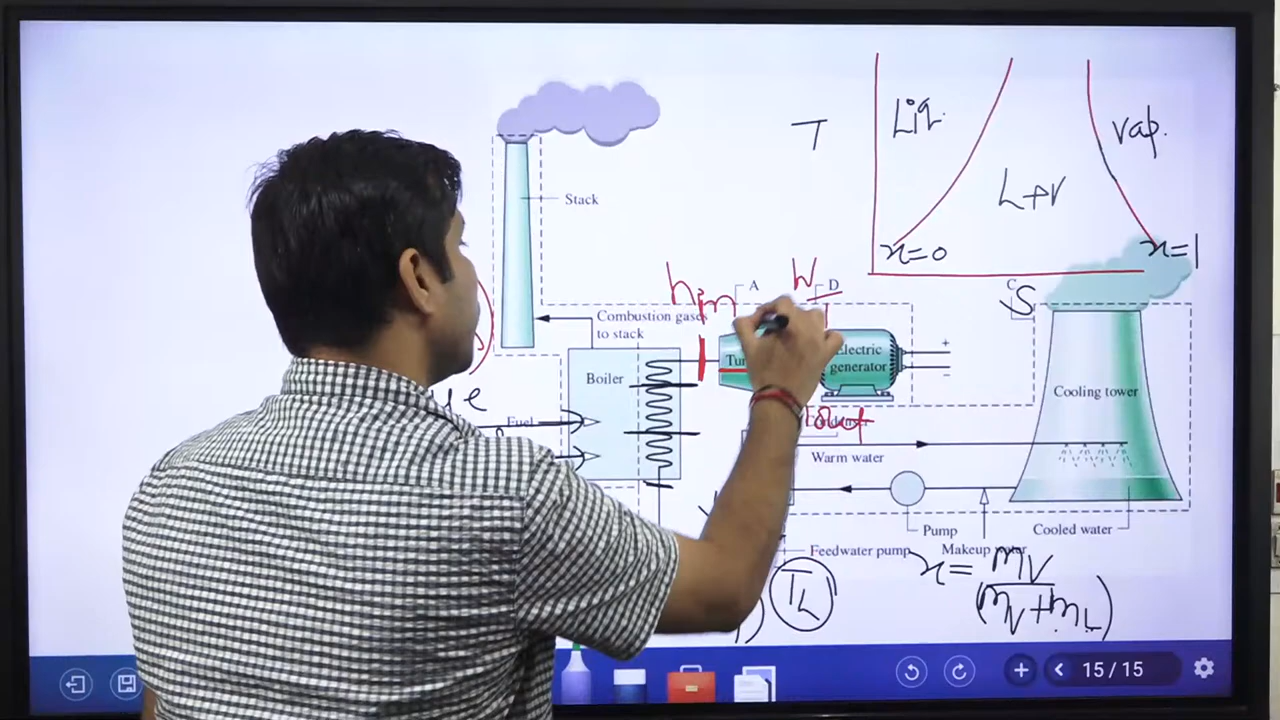 T
Liq.
L+V
vap.
x=0
x=1
S
Stack
hin
W
A
D
C
Combustion gases
to stack
Boiler
Electric
generator
+
−
Cooling tower
Fuel
out
Warm water
Pump
Cooled water
Feedwater pump
Makeup water
TL
x= mv
(mv+mL)
15/15